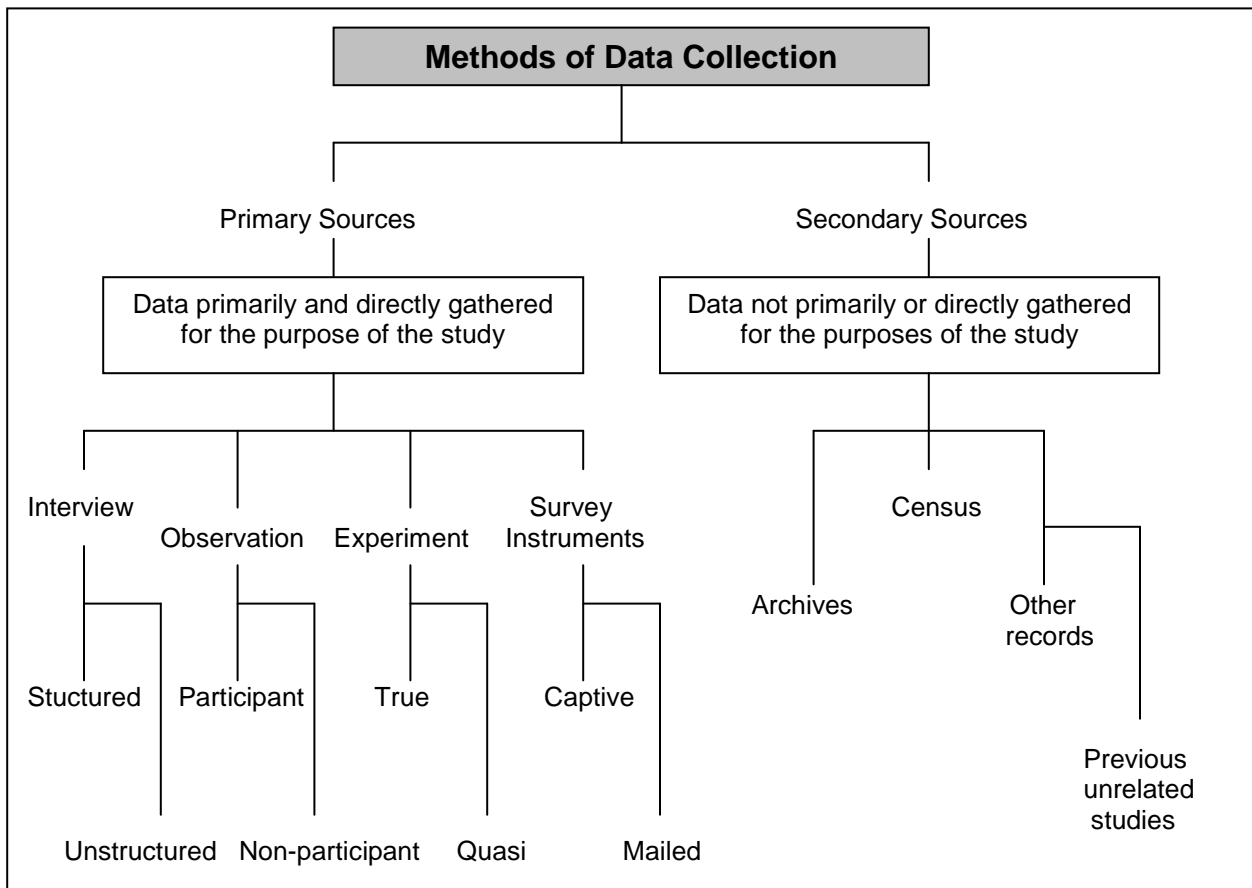 Methods of Data Collection
Primary Sources
Secondary Sources
Data primarily and directly gathered
for the purpose of the study
Data not primarily or directly gathered
for the purposes of the study
Interview
Observation
Experiment
Survey
Instruments
Census
Archives
Other
records
Stuctured
Participant
True
Captive
Previous
unrelated
studies
Unstructured
Non-participant
Quasi
Mailed